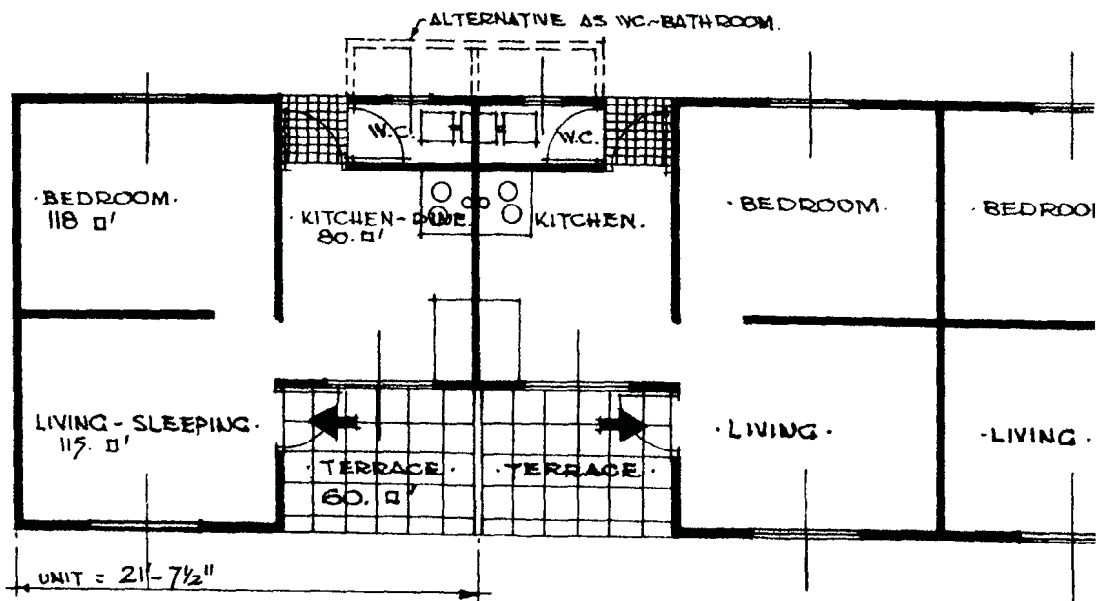 ALTERNATIVE AS WC~BATHROOM.
W.C. W.C.
·BEDROOM·
118 □'
·KITCHEN-DINE.
80.□'
KITCHEN.
·BEDROOM·
·BEDROO
LIVING-SLEEPING·
115. □'
·TERRACE·
60. □'
·TERRACE·
·LIVING·
·LIVING·
UNIT = 21'-7½"